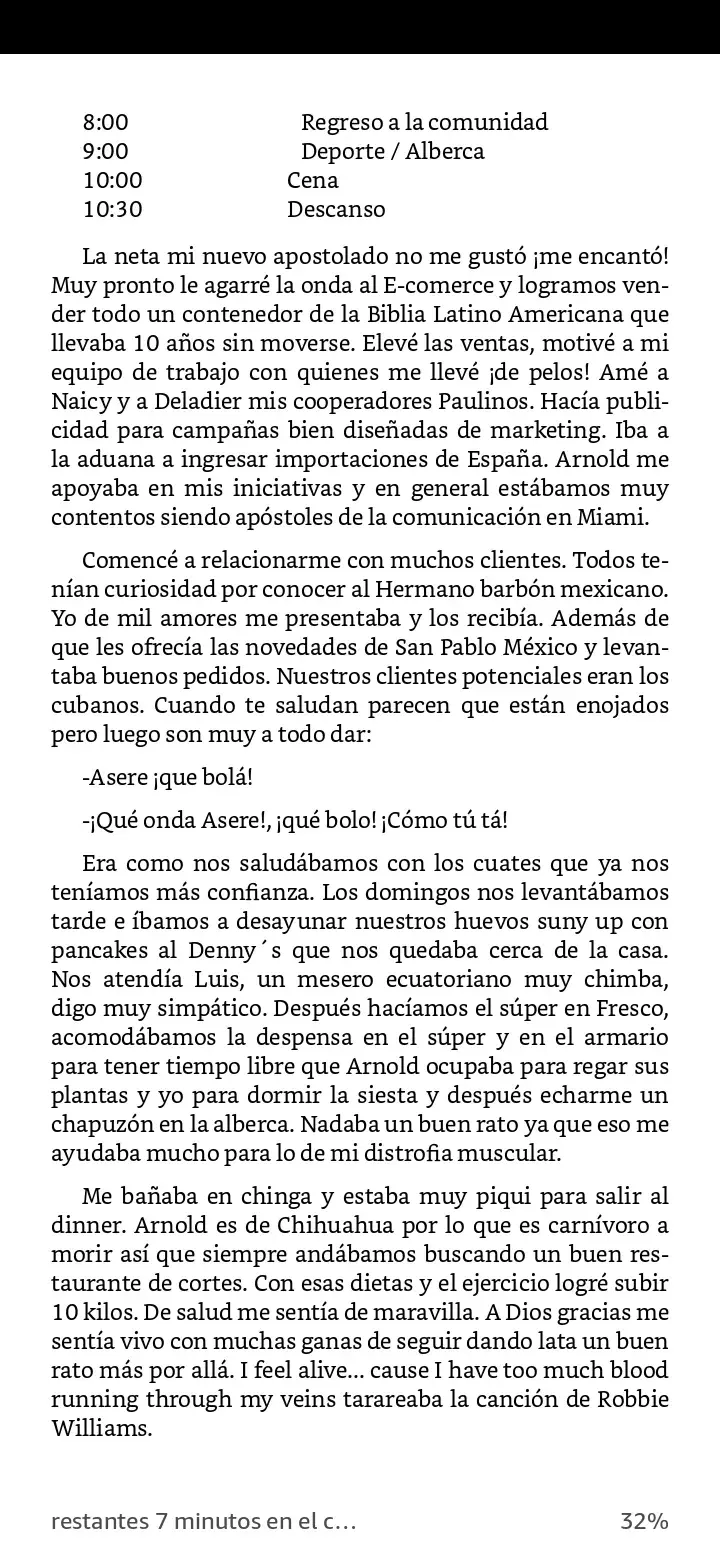 8:00 Regreso a la comunidad
9:00 Deporte / Alberca
10:00 Cena
10:30 Descanso
La neta mi nuevo apostolado no me gustó ¡me encantó!
Muy pronto le agarré la onda al E-comerce y logramos ven-
der todo un contenedor de la Biblia Latino Americana que
llevaba 10 años sin moverse. Elevé las ventas, motivé a mi
equipo de trabajo con quienes me llevé ¡de pelos! Amé a
Naicy y a Deladier mis cooperadores Paulinos. Hacía publi-
cidad para campañas bien diseñadas de marketing. Iba a
la aduana a ingresar importaciones de España. Arnold me
apoyaba en mis iniciativas y en general estábamos muy
contentos siendo apóstoles de la comunicación en Miami.
Comencé a relacionarme con muchos clientes. Todos te-
nían curiosidad por conocer al Hermano barbón mexicano.
Yo de mil amores me presentaba y los recibía. Además de
que les ofrecía las novedades de San Pablo México y levan-
taba buenos pedidos. Nuestros clientes potenciales eran los
cubanos. Cuando te saludan parecen que están enojados
pero luego son muy a todo dar:
-Asere ¡que bolá!
-¡Qué onda Asere!, ¡qué bolo! ¡Cómo tú tá!
Era como nos saludábamos con los cuates que ya nos
teníamos más confianza. Los domingos nos levantábamos
tarde e íbamos a desayunar nuestros huevos suny up con
pancakes al Denny´s que nos quedaba cerca de la casa.
Nos atendía Luis, un mesero ecuatoriano muy chimba,
digo muy simpático. Después hacíamos el súper en Fresco,
acomodábamos la despensa en el súper y en el armario
para tener tiempo libre que Arnold ocupaba para regar sus
plantas y yo para dormir la siesta y después echarme un
chapuzón en la alberca. Nadaba un buen rato ya que eso me
ayudaba mucho para lo de mi distrofia muscular.
Me bañaba en chinga y estaba muy piqui para salir al
dinner. Arnold es de Chihuahua por lo que es carnívoro a
morir así que siempre andábamos buscando un buen res-
taurante de cortes. Con esas dietas y el ejercicio logré subir
10 kilos. De salud me sentía de maravilla. A Dios gracias me
sentía vivo con muchas ganas de seguir dando lata un buen
rato más por allá. I feel alive... cause I have too much blood
running through my veins tarareaba la canción de Robbie
Williams.
restantes 7 minutos en el c... 32%